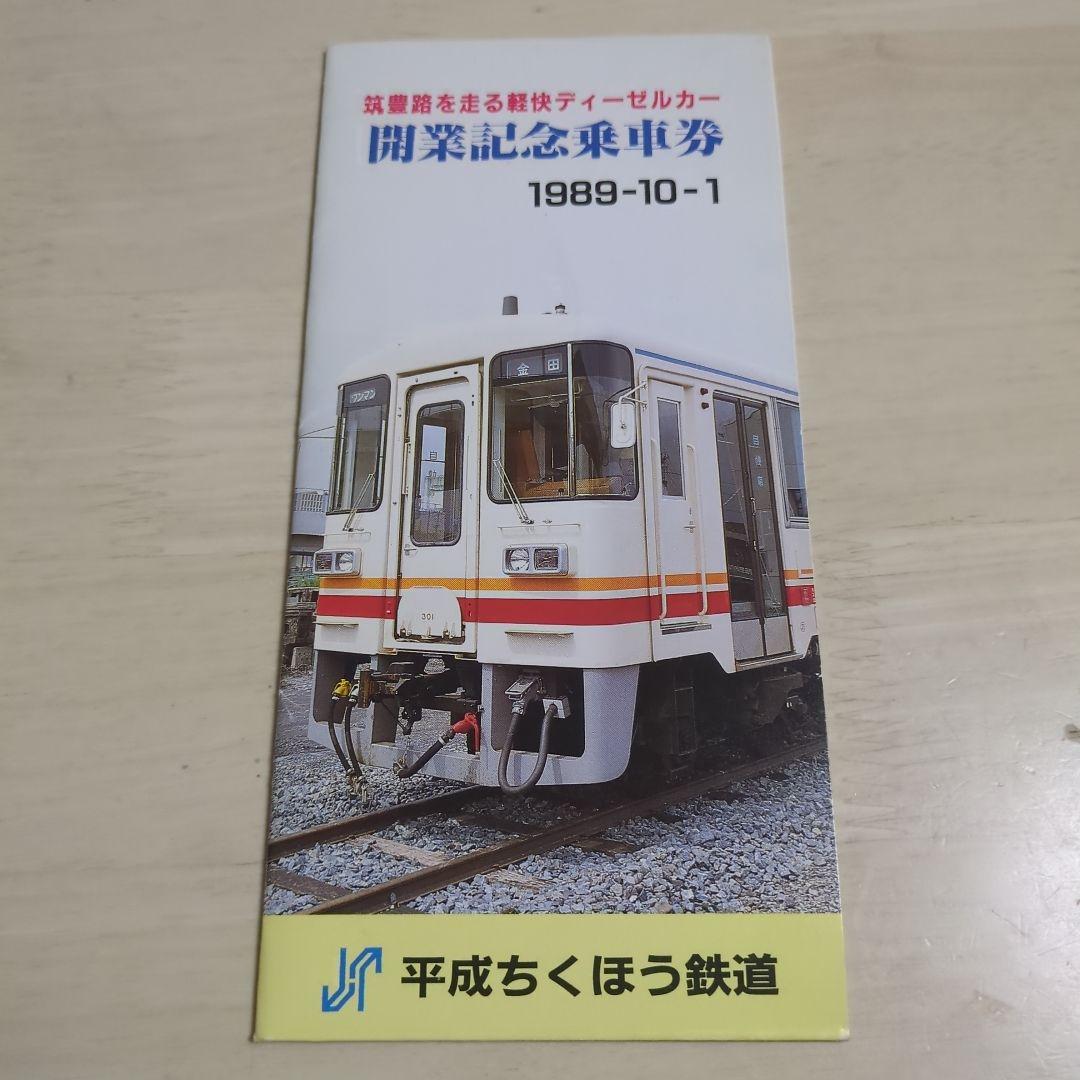 筑豊路を走る軽快ディーゼルカー
開業記念乗車券
1989-10-1
ワンマン
金田
自動
301
平成ちくほう鉄道